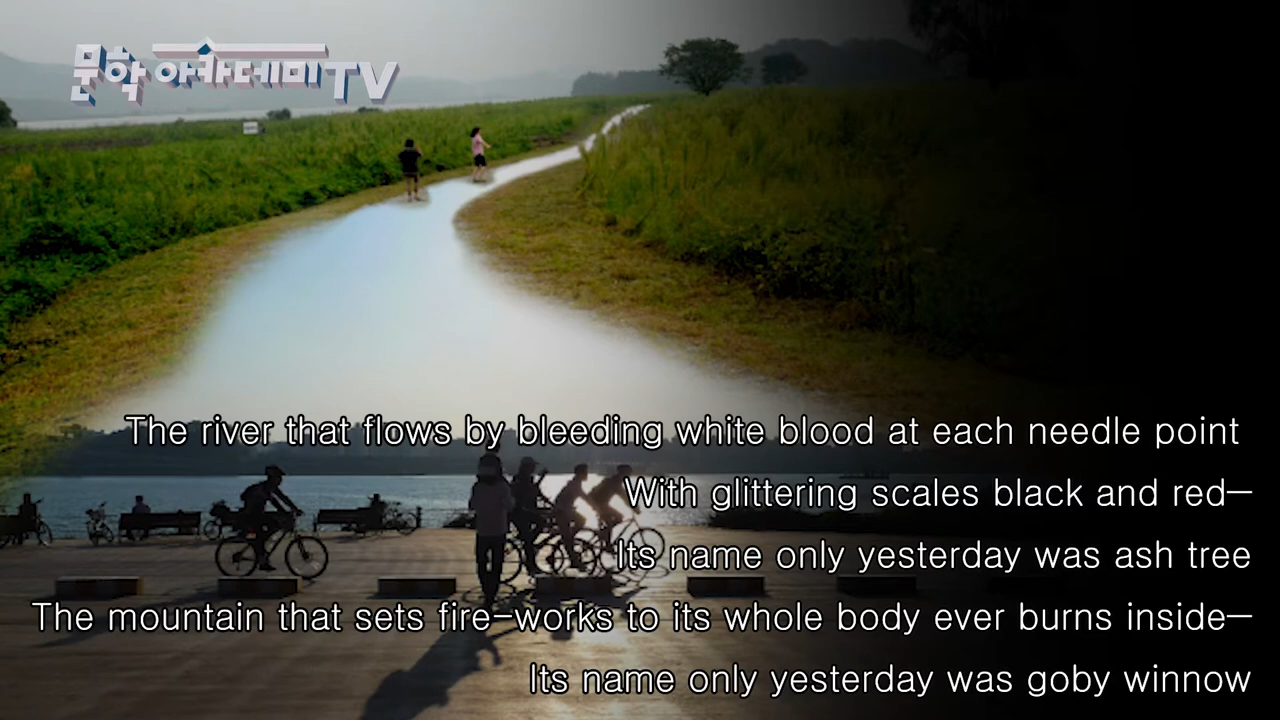 문학 아카데미TV
The river that flows by bleeding white blood at each needle point
With glittering scales black and red—
Its name only yesterday was ash tree
The mountain that sets fire-works to its whole body ever burns inside—
Its name only yesterday was goby winnow